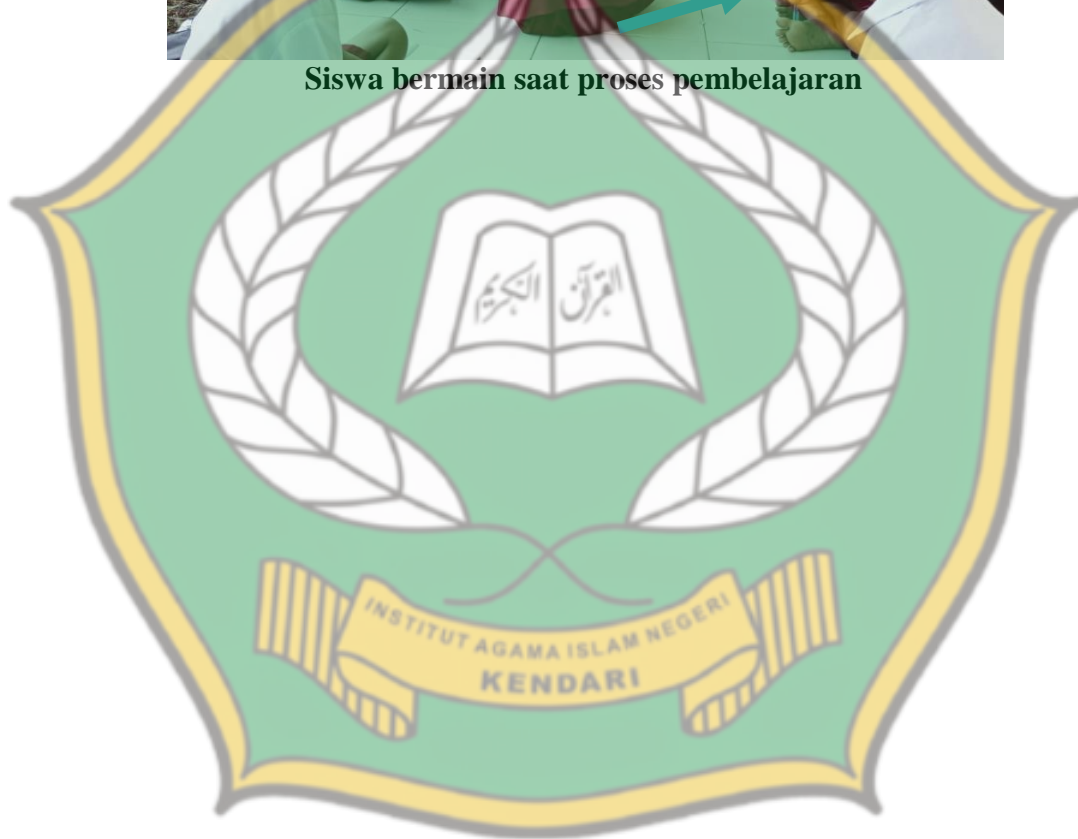 Siswa bermain saat proses pembelajaran
القرآن الكريم
INSTITUT AGAMA ISLAM NEGERI
KENDARI